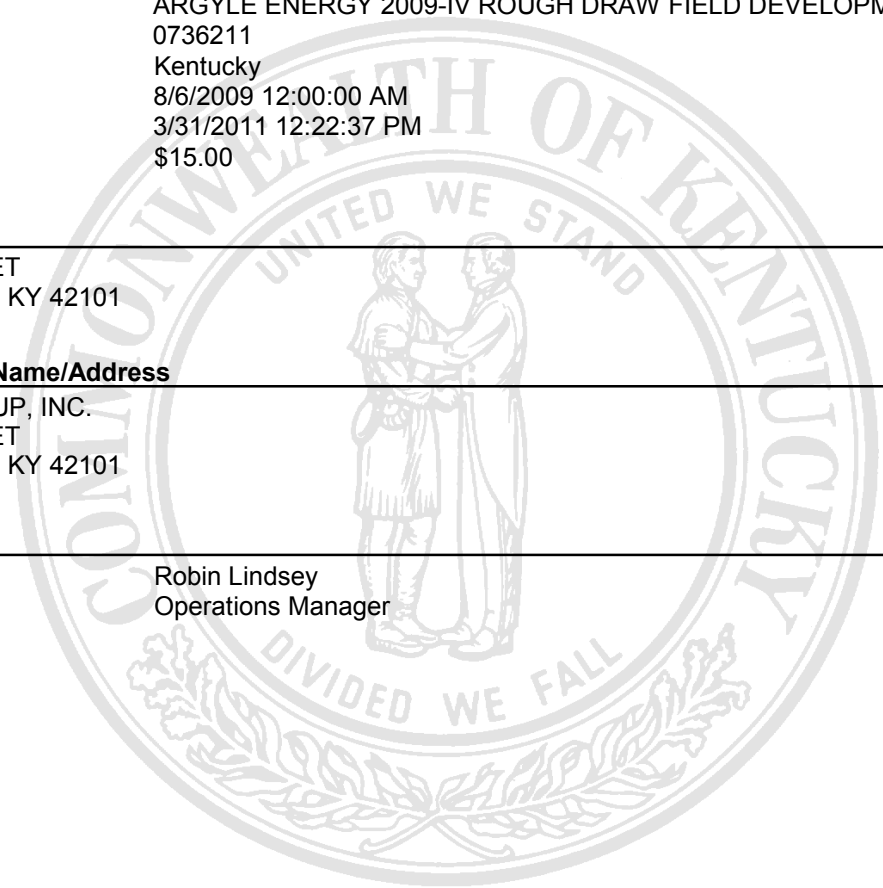 ARGYLE ENERGY 2009-IV ROUGH DRAW FIELD DEVELOPM
0736211
Kentucky
8/6/2009 12:00:00 AM
3/31/2011 12:22:37 PM
$15.00
ET
KY 42101
Name/Address
UP, INC.
ET
KY 42101
Robin Lindsey
Operations Manager
COMMONWEALTH OF KENTUCKY
UNITED WE STAND
DIVIDED WE FALL